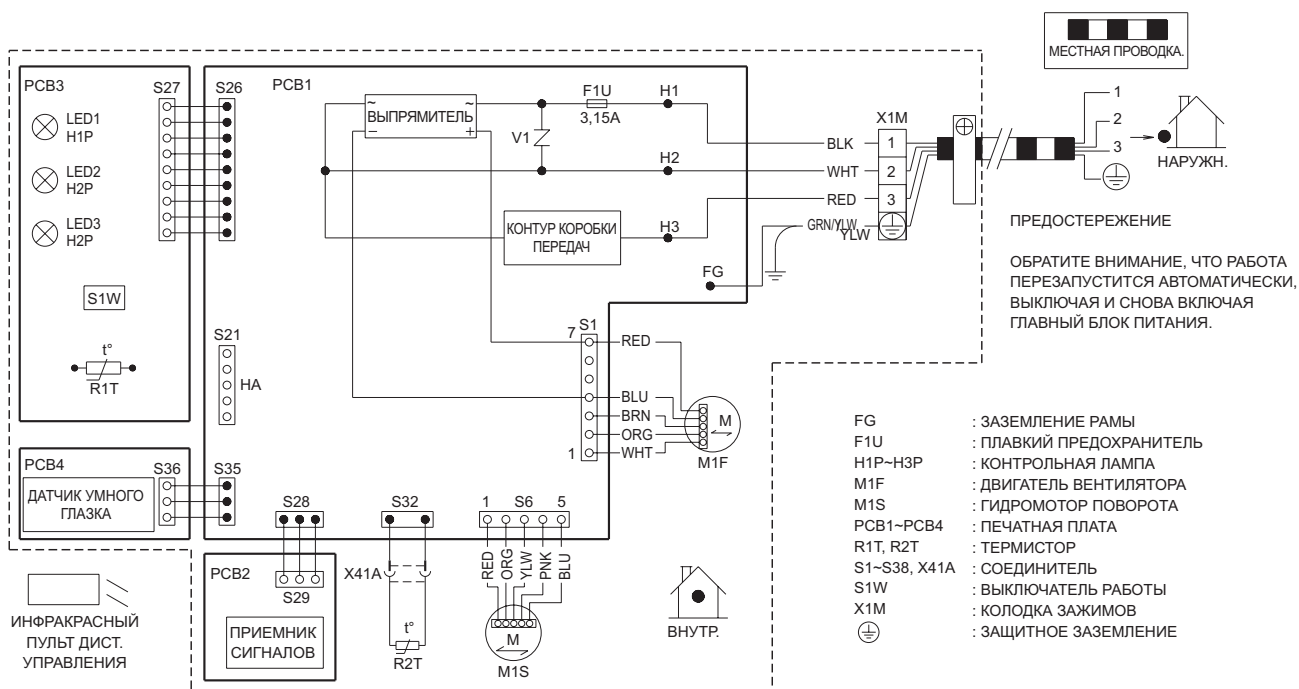 МЕСТНАЯ ПРОВОДКА.
PCB3
S27
S26
PCB1
LED1
H1P
LED2
H2P
LED3
H2P
S1W
t°
R1T
S21
HA
~
~
ВЫПРЯМИТЕЛЬ
–
+
V1
F1U
3,15A
H1
H2
H3
КОНТУР КОРОБКИ
ПЕРЕДАЧ
FG
BLK
WHT
RED
GRN/YLW
YLW
X1M
1
2
3
1
2
3
НАРУЖН.
ПРЕДОСТЕРЕЖЕНИЕ
ОБРАТИТЕ ВНИМАНИЕ, ЧТО РАБОТА
ПЕРЕЗАПУСТИТСЯ АВТОМАТИЧЕСКИ,
ВЫКЛЮЧАЯ И СНОВА ВКЛЮЧАЯ
ГЛАВНЫЙ БЛОК ПИТАНИЯ.
S1
7
1
RED
BLU
BRN
ORG
WHT
M
M1F
PCB4
S36
S35
ДАТЧИК УМНОГО
ГЛАЗКА
S28
S32
1
S6
5
PCB2
S29
ПРИЕМНИК
СИГНАЛОВ
X41A
t°
R2T
RED
ORG
YLW
PNK
BLU
M
M1S
ВНУТР.
ИНФРАКРАСНЫЙ
ПУЛЬТ ДИСТ.
УПРАВЛЕНИЯ
FG : ЗАЗЕМЛЕНИЕ РАМЫ
F1U : ПЛАВКИЙ ПРЕДОХРАНИТЕЛЬ
H1P~H3P : КОНТРОЛЬНАЯ ЛАМПА
M1F : ДВИГАТЕЛЬ ВЕНТИЛЯТОРА
M1S : ГИДРОМОТОР ПОВОРОТА
PCB1~PCB4 : ПЕЧАТНАЯ ПЛАТА
R1T, R2T : ТЕРМИСТОР
S1~S38, X41A : СОЕДИНИТЕЛЬ
S1W : ВЫКЛЮЧАТЕЛЬ РАБОТЫ
X1M : КОЛОДКА ЗАЖИМОВ
: ЗАЩИТНОЕ ЗАЗЕМЛЕНИЕ